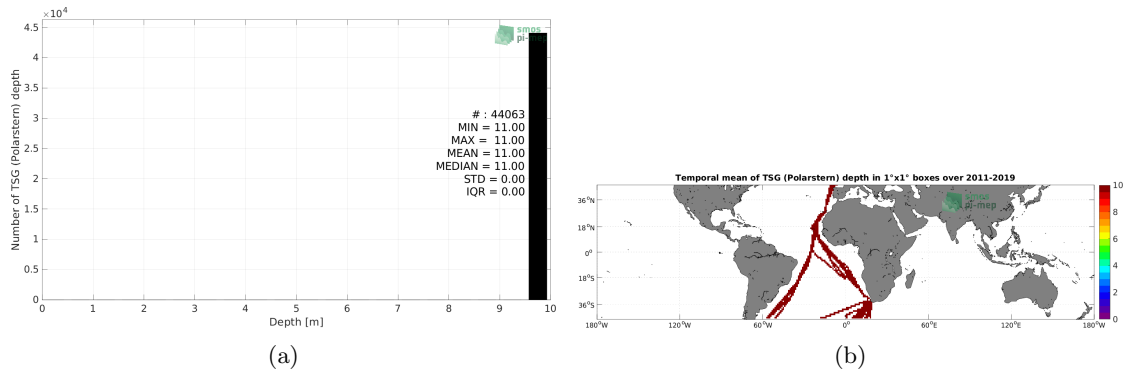 ×10⁴
4.5
4
3.5
3
2.5
2
1.5
1
0.5
0
Number of TSG (Polarstern) depth
smos
pi-mep
# : 44063
MIN = 11.00
MAX = 11.00
MEAN = 11.00
MEDIAN = 11.00
STD = 0.00
IQR = 0.00
0 1 2 3 4 5 6 7 8 9 10
Depth [m]
(a)
Temporal mean of TSG (Polarstern) depth in 1°x1° boxes over 2011-2019
smos
pi-mep
36°N
18°N
0°
18°S
36°S
180°W 120°W 60°W 0° 60°E 120°E 180°W
10
8
6
4
2
0
(b)